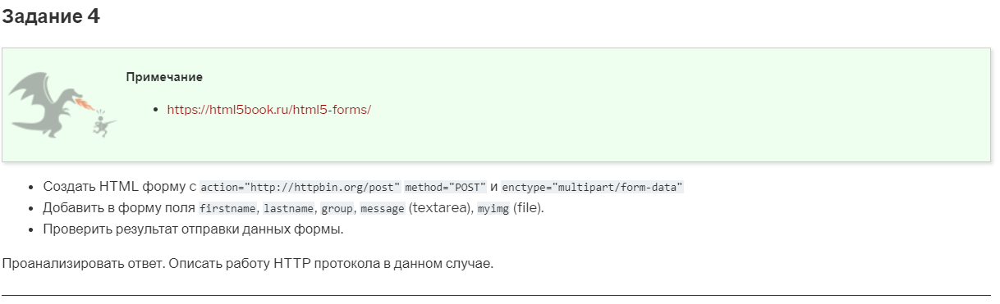 Задание 4
Примечание
https://html5book.ru/html5-forms/
Создать HTML форму с action="http://httpbin.org/post" method="POST" и enctype="multipart/form-data"
Добавить в форму поля firstname, lastname, group, message (textarea), myimg (file).
Проверить результат отправки данных формы.
Проанализировать ответ. Описать работу HTTP протокола в данном случае.